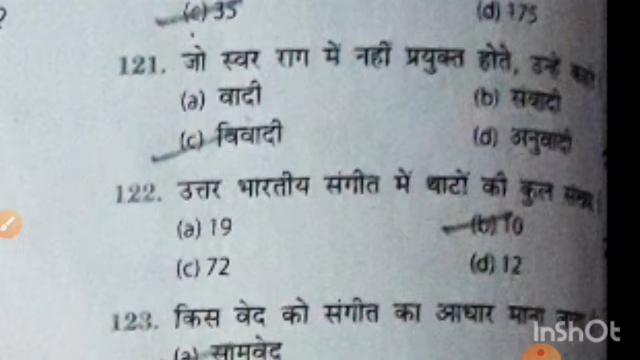 (c) 35 (d) 175
121. जो स्वर राग में नहीं प्रयुक्त होते, उन्हे
(a) वादी (b) सवादी
(c) बिवादी (d) अनुवादी
122. उत्तर भारतीय संगीत में थाटों की कुल
(a) 19 (b) 10
(c) 72 (d) 12
123. किस वेद को संगीत का आधार माना
(a) सामवेद
InShOt